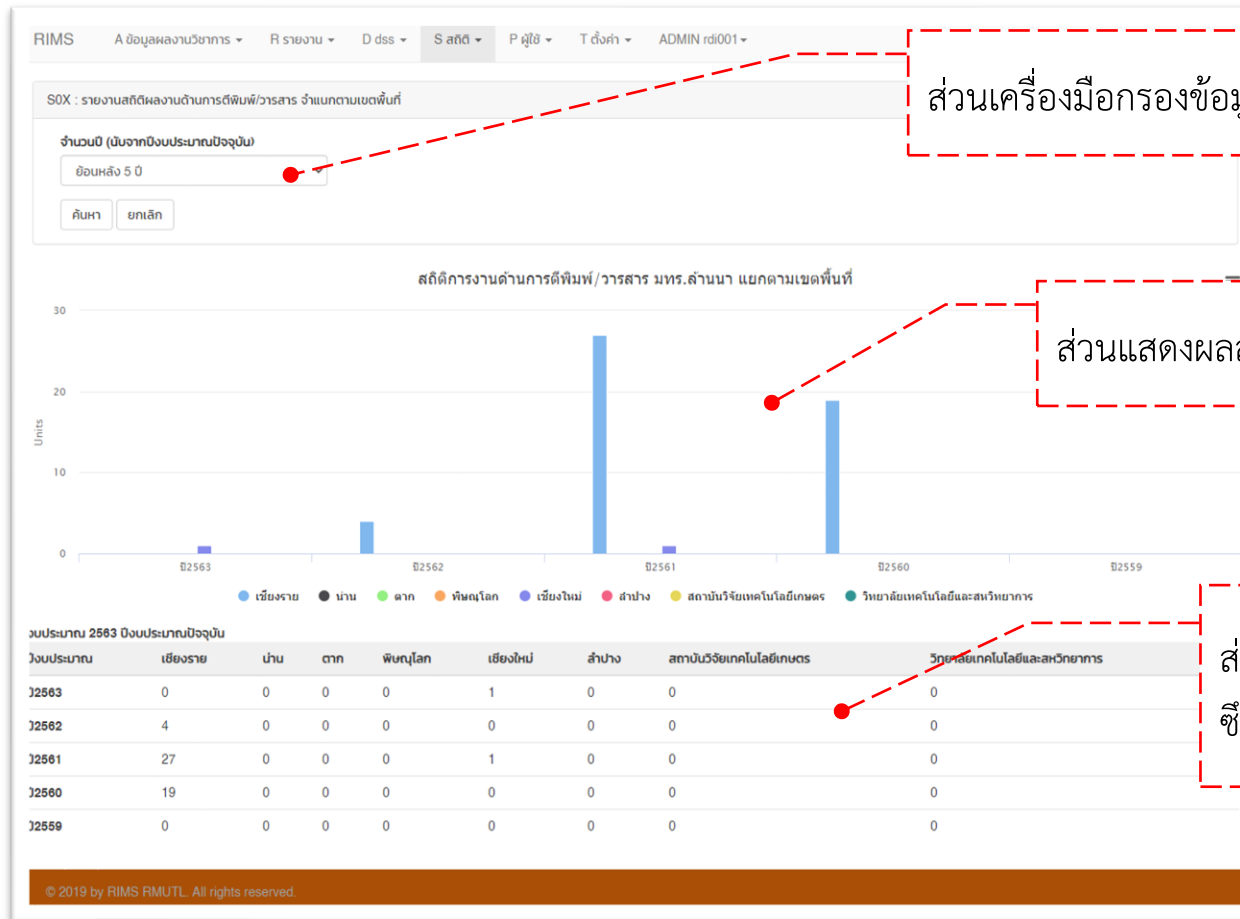 RIMS A ข้อมูลผลงานวิชาการ R รายงาน D dss S สถิติ P ผู้ใช้ T ตั้งค่า ADMIN rdi001
ส่วนเครื่องมือกรองข้อมู
S0X : รายงานสถิติผลงานด้านการตีพิมพ์/วารสาร จำแนกตามเขตพื้นที่
จำนวนปี (นับจากปีงบประมาณปัจจุบัน)
ย้อนหลัง 5 ปี
ค้นหา ยกเลิก
สถิติการงานด้านการตีพิมพ์/วารสาร มทร.ล้านนา แยกตามเขตพื้นที่
ส่วนแสดงผลส
Units
30
20
10
0
ปี2563 ปี2562 ปี2561 ปี2560 ปี2559
เชียงราย น่าน ตาก พิษณุโลก เชียงใหม่ ลำปาง สถาบันวิจัยเทคโนโลยีเกษตร วิทยาลัยเทคโนโลยีและสหวิทยาการ
งบประมาณ 2563 ปีงบประมาณปัจจุบัน
ปีงบประมาณ เชียงราย น่าน ตาก พิษณุโลก เชียงใหม่ ลำปาง สถาบันวิจัยเทคโนโลยีเกษตร วิทยาลัยเทคโนโลยีและสหวิทยาการ
ส่
ซึ
ปี2563 0 0 0 0 1 0 0 0
ปี2562 4 0 0 0 0 0 0 0
ปี2561 27 0 0 0 1 0 0 0
ปี2560 19 0 0 0 0 0 0 0
ปี2559 0 0 0 0 0 0 0 0
© 2019 by RIMS RMUTL. All rights reserved.